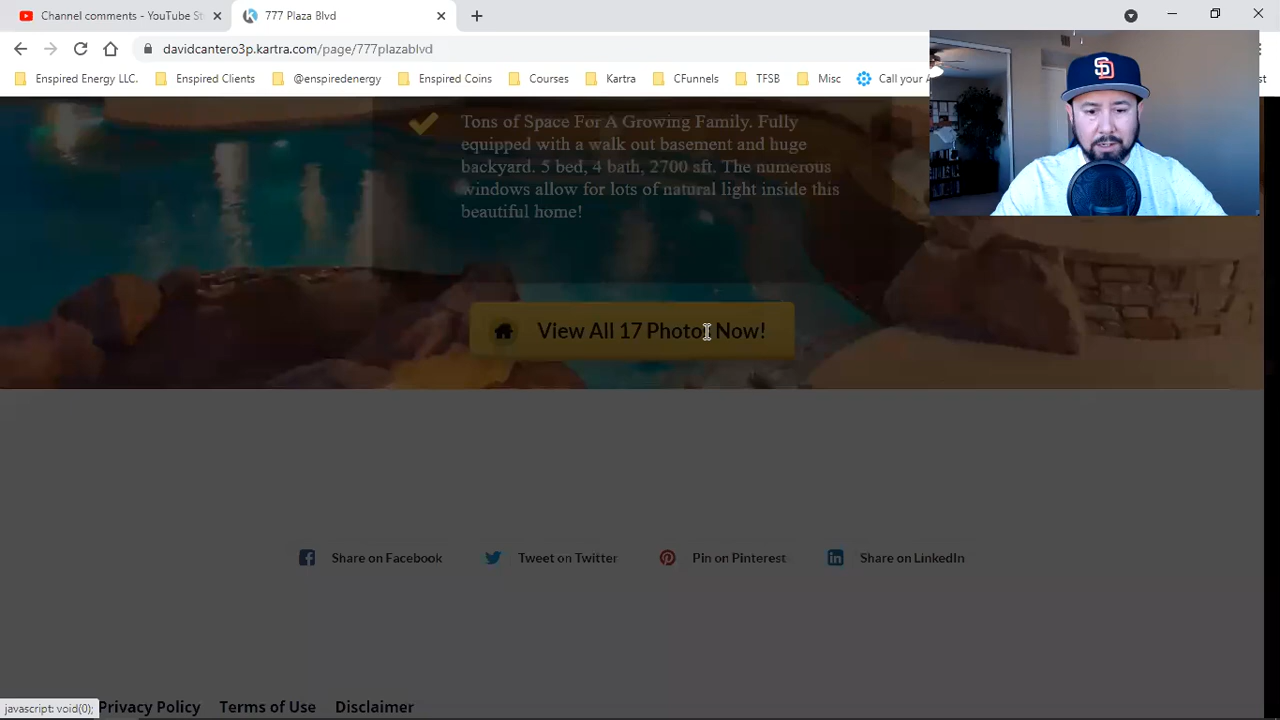 Channel comments - YouTube St
777 Plaza Blvd
davidcantero3p.kartra.com/page/777plazablvd
Enspired Energy LLC.
Enspired Clients
@enspiredenergy
Enspired Coins
Courses
Kartra
CFunnels
TFSB
Misc
Call your
st
SD
Tons of Space For A Growing Family. Fully
equipped with a walk out basement and huge
backyard. 5 bed, 4 bath, 2700 sft. The numerous
windows allow for lots of natural light inside this
beautiful home!
View All 17 Photos Now!
Share on Facebook
Tweet on Twitter
Pin on Pinterest
Share on LinkedIn
javascript: void(0);
Privacy Policy
Terms of Use
Disclaimer